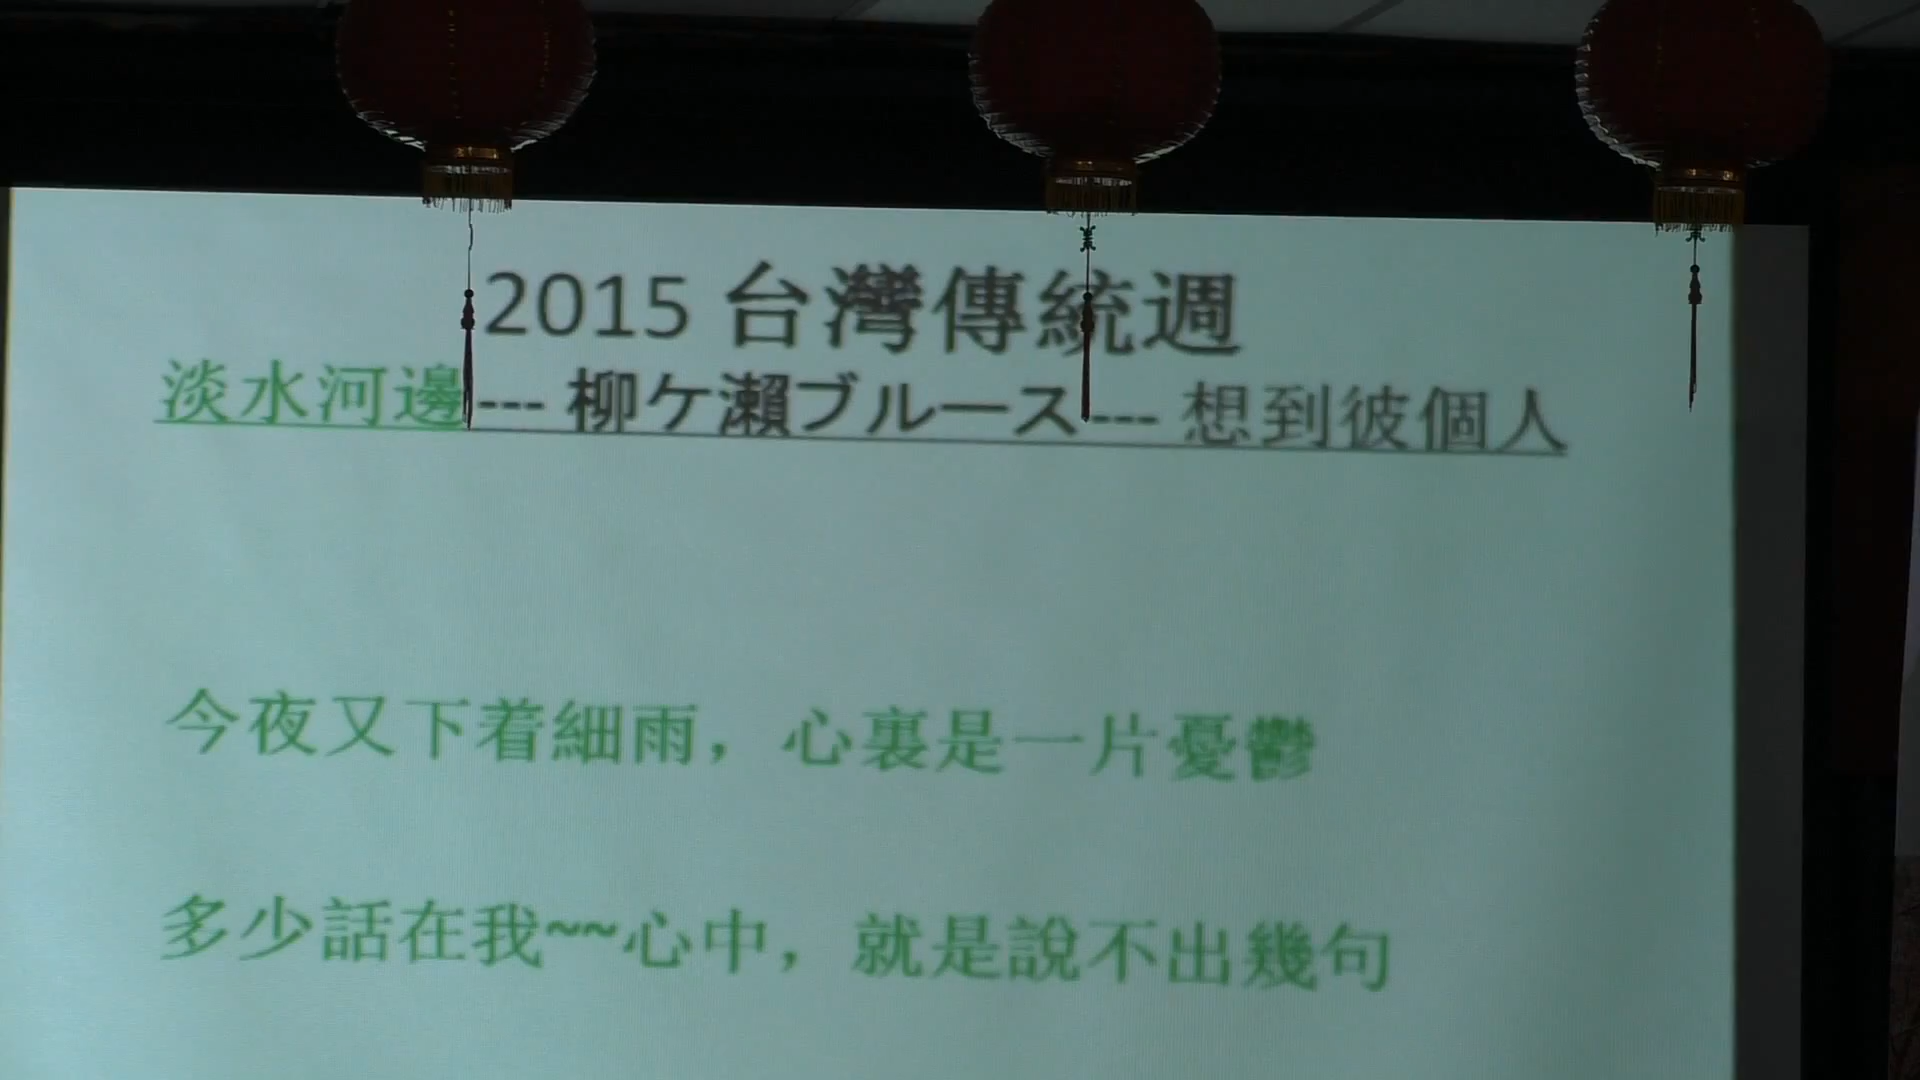 2015 台灣傳統週
淡水河邊--- 柳ケ瀬ブルース--- 想到彼個人
今夜又下着細雨，心裏是一片憂鬱
多少話在我~~心中，就是說不出幾句